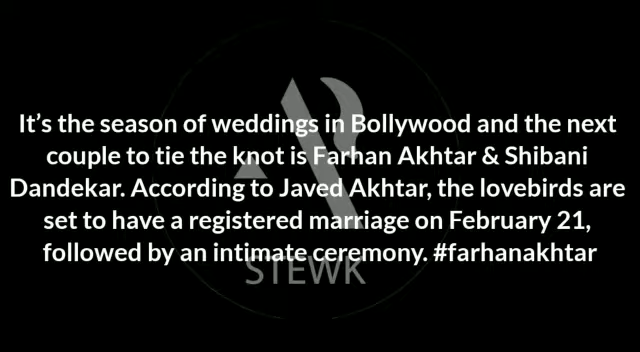 It's the season of weddings in Bollywood and the next
couple to tie the knot is Farhan Akhtar & Shibani
Dandekar. According to Javed Akhtar, the lovebirds are
set to have a registered marriage on February 21,
followed by an intimate ceremony. #farhanakhtar
STEWK